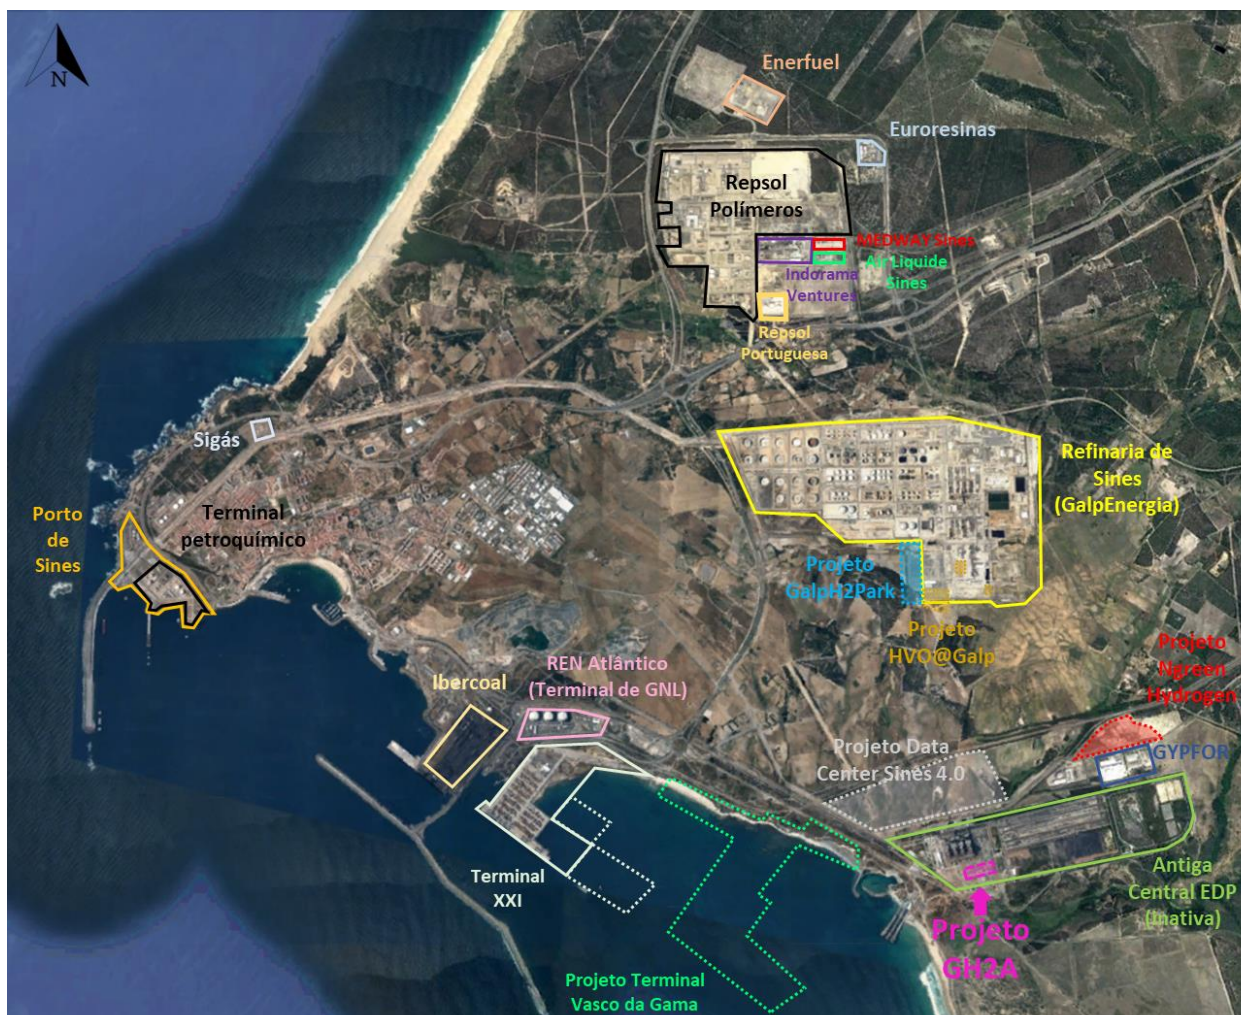 N
Enerfuel
Euroresinas
Repsol
Polímeros
MEDWAY Sines
Air Liquide
Sines
Indorama
Ventures
Repsol
Portuguesa
Sigás
Refinaria de
Sines
(GalpEnergia)
Porto
de
Sines
Terminal
petroquímico
Projeto
GalpH2Park
Projeto
HVO@Galp
Projeto
Ngreen
Hydrogen
REN Atlântico
(Terminal de GNL)
Ibercoal
Projeto Data
Center Sines 4.0
GYPFOR
Terminal
XXI
Antiga
Central EDP
(Inativa)
Projeto
GH2A
Projeto Terminal
Vasco da Gama